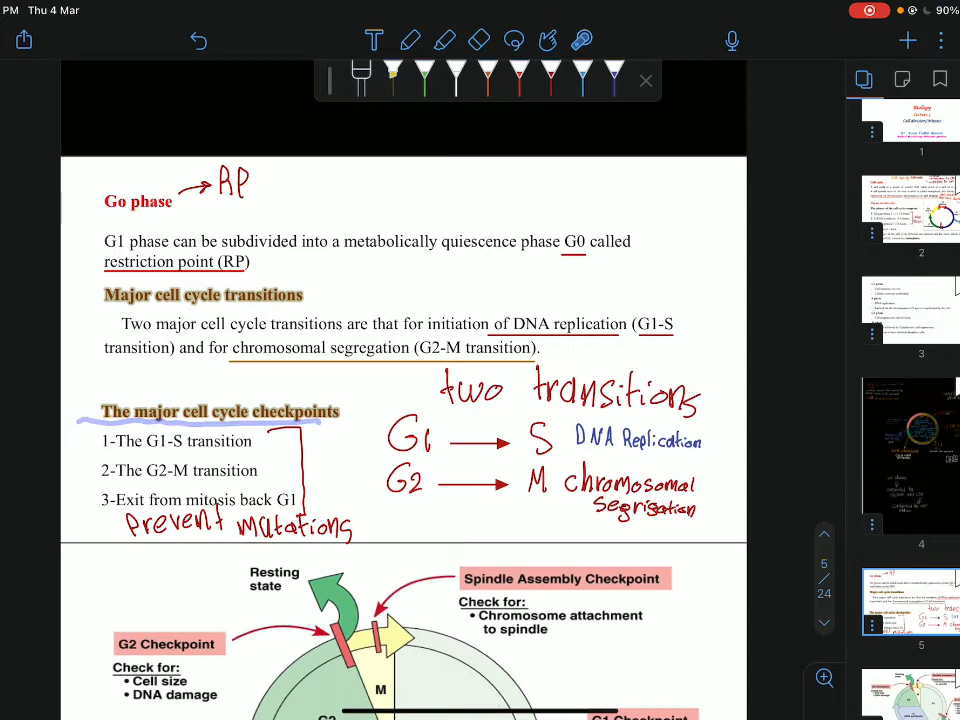 PM Thu 4 Mar 90%
Go phase → RP
G1 phase can be subdivided into a metabolically quiescence phase G0 called
restriction point (RP)
Major cell cycle transitions
Two major cell cycle transitions are that for initiation of DNA replication (G1-S
transition) and for chromosomal segregation (G2-M transition).
two transitions
The major cell cycle checkpoints
1-The G1-S transition
G1 → S DNA Replication
2-The G2-M transition
G2 → M chromosomal
segrigation
3-Exit from mitosis back G1
Prevent mutations
Resting
state
Spindle Assembly Checkpoint
Check for:
• Chromosome attachment
to spindle
G2 Checkpoint
Check for:
• Cell size
• DNA damage
M
G2
G1 Checkpoint
5
/
24
1
2
3
4
5